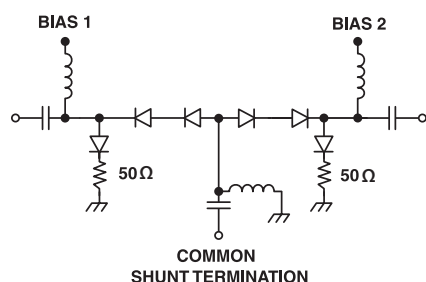 BIAS 1
BIAS 2
50Ω
50Ω
COMMON
SHUNT TERMINATION